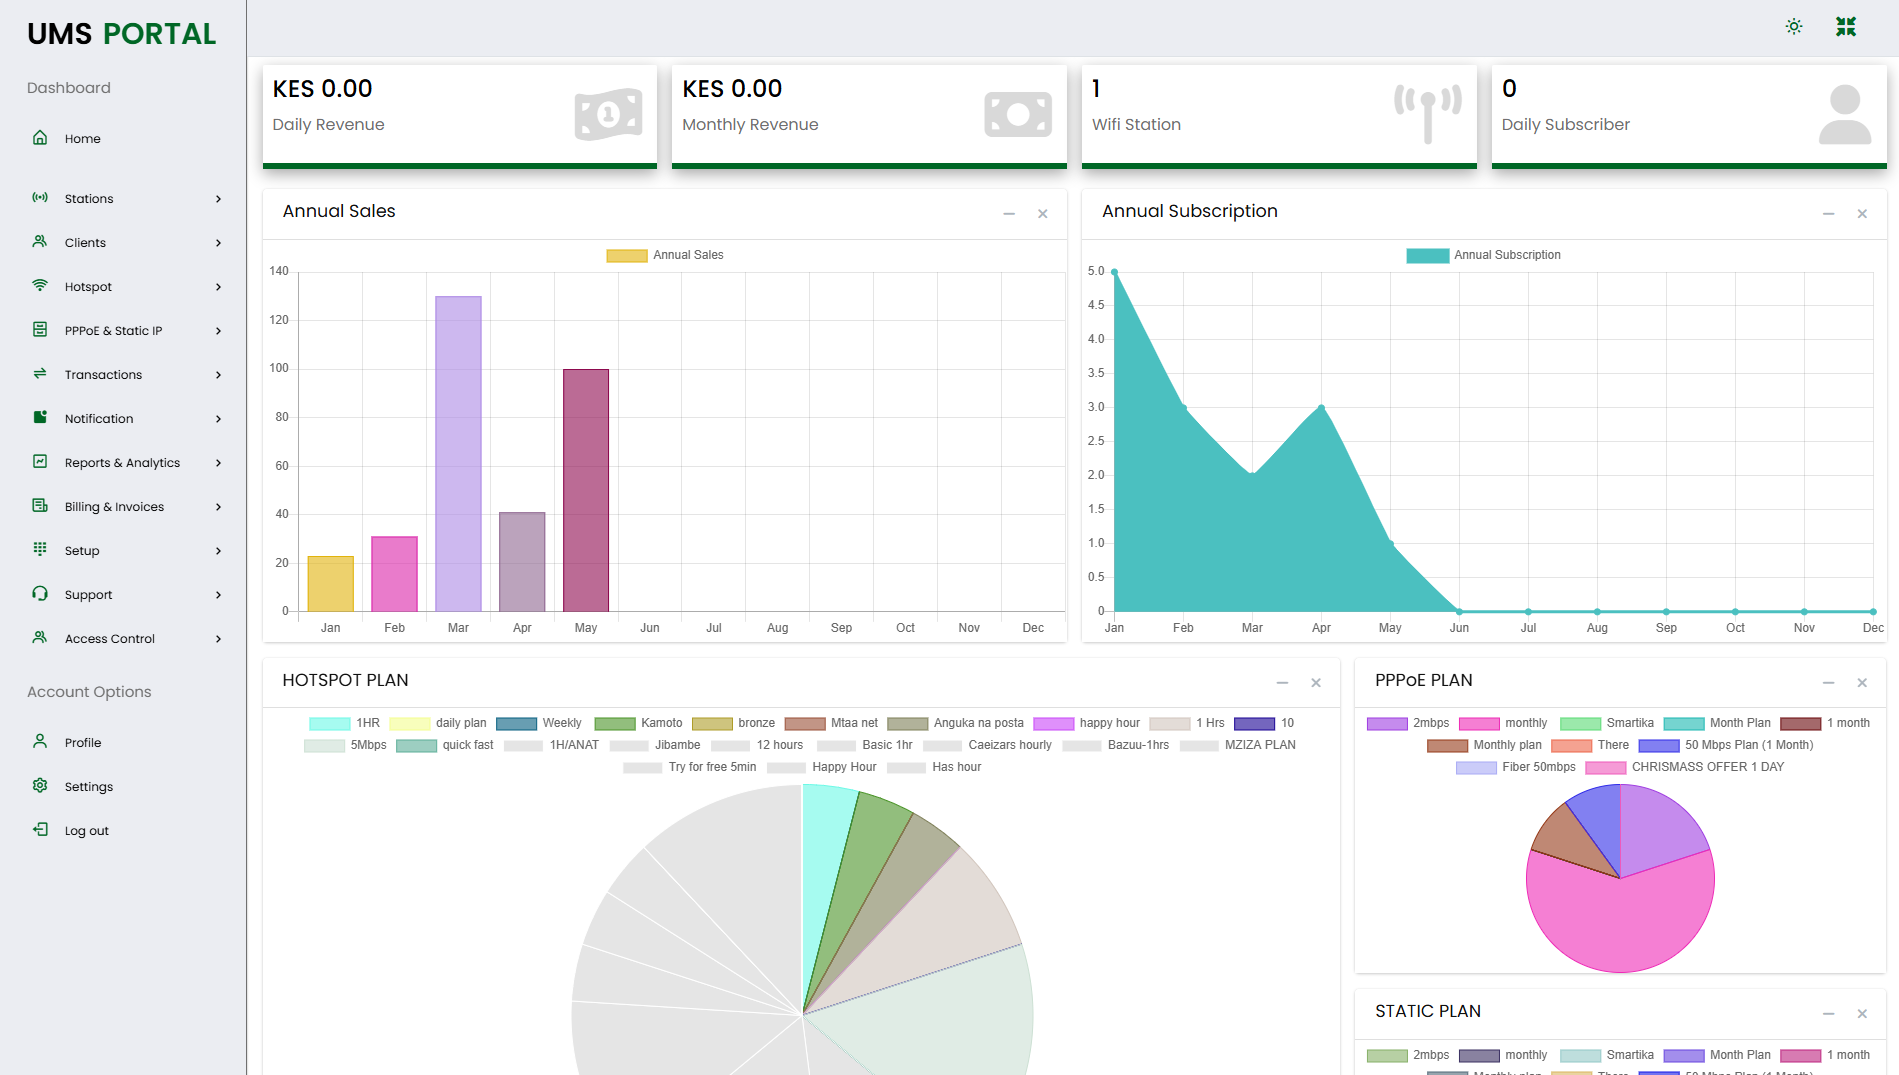 UMS PORTAL
Dashboard
Home
Stations
Clients
Hotspot
PPPoE & Static IP
Transactions
Notification
Reports & Analytics
Billing & Invoices
Setup
Support
Access Control
Account Options
Profile
Settings
Log out
KES 0.00
Daily Revenue
1
KES 0.00
Monthly Revenue
1
Wifi Station
0
Daily Subscriber
Annual Sales
Annual Sales
140
120
100
80
60
40
20
0
Jan Feb Mar Apr May Jun Jul Aug Sep Oct Nov Dec
Annual Subscription
Annual Subscription
5.0
4.5
4.0
3.5
3.0
2.5
2.0
1.5
1.0
0.5
0
Jan Feb Mar Apr May Jun Jul Aug Sep Oct Nov Dec
HOTSPOT PLAN
1HR daily plan Weekly Kamoto bronze Mtaa net Anguka na posta happy hour 1 Hrs 10
5Mbps quick fast 1H/ANAT Jibambe 12 hours Basic 1hr Caeizars hourly Bazuu-1hrs MZIZA PLAN
Try for free 5min Happy Hour Has hour
PPPoE PLAN
2mbps monthly Smartika Month Plan 1 month
Monthly plan There 50 Mbps Plan (1 Month)
Fiber 50mbps CHRISMASS OFFER 1 DAY
STATIC PLAN
2mbps monthly Smartika Month Plan 1 month
Monthly plan There 50 Mbps Plan (1 Month)